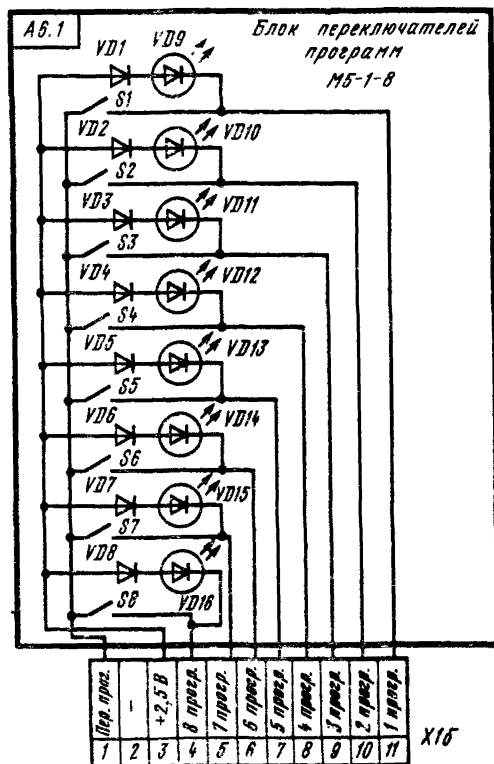 А6.1
Блок переключателей
программ
МБ-1-8
VD1
VD9
S1
VD2
VD10
S2
VD3
VD11
S3
VD4
VD12
S4
VD5
VD13
S5
VD6
VD14
S6
VD7
VD15
S7
VD8
VD16
S8
Пер. прог.
–
+2,5 В
8 прогр.
7 прогр.
6 прогр.
5 прогр.
4 прогр.
3 прогр.
2 прогр.
1 прогр.
1 2 3 4 5 6 7 8 9 10 11
X1б